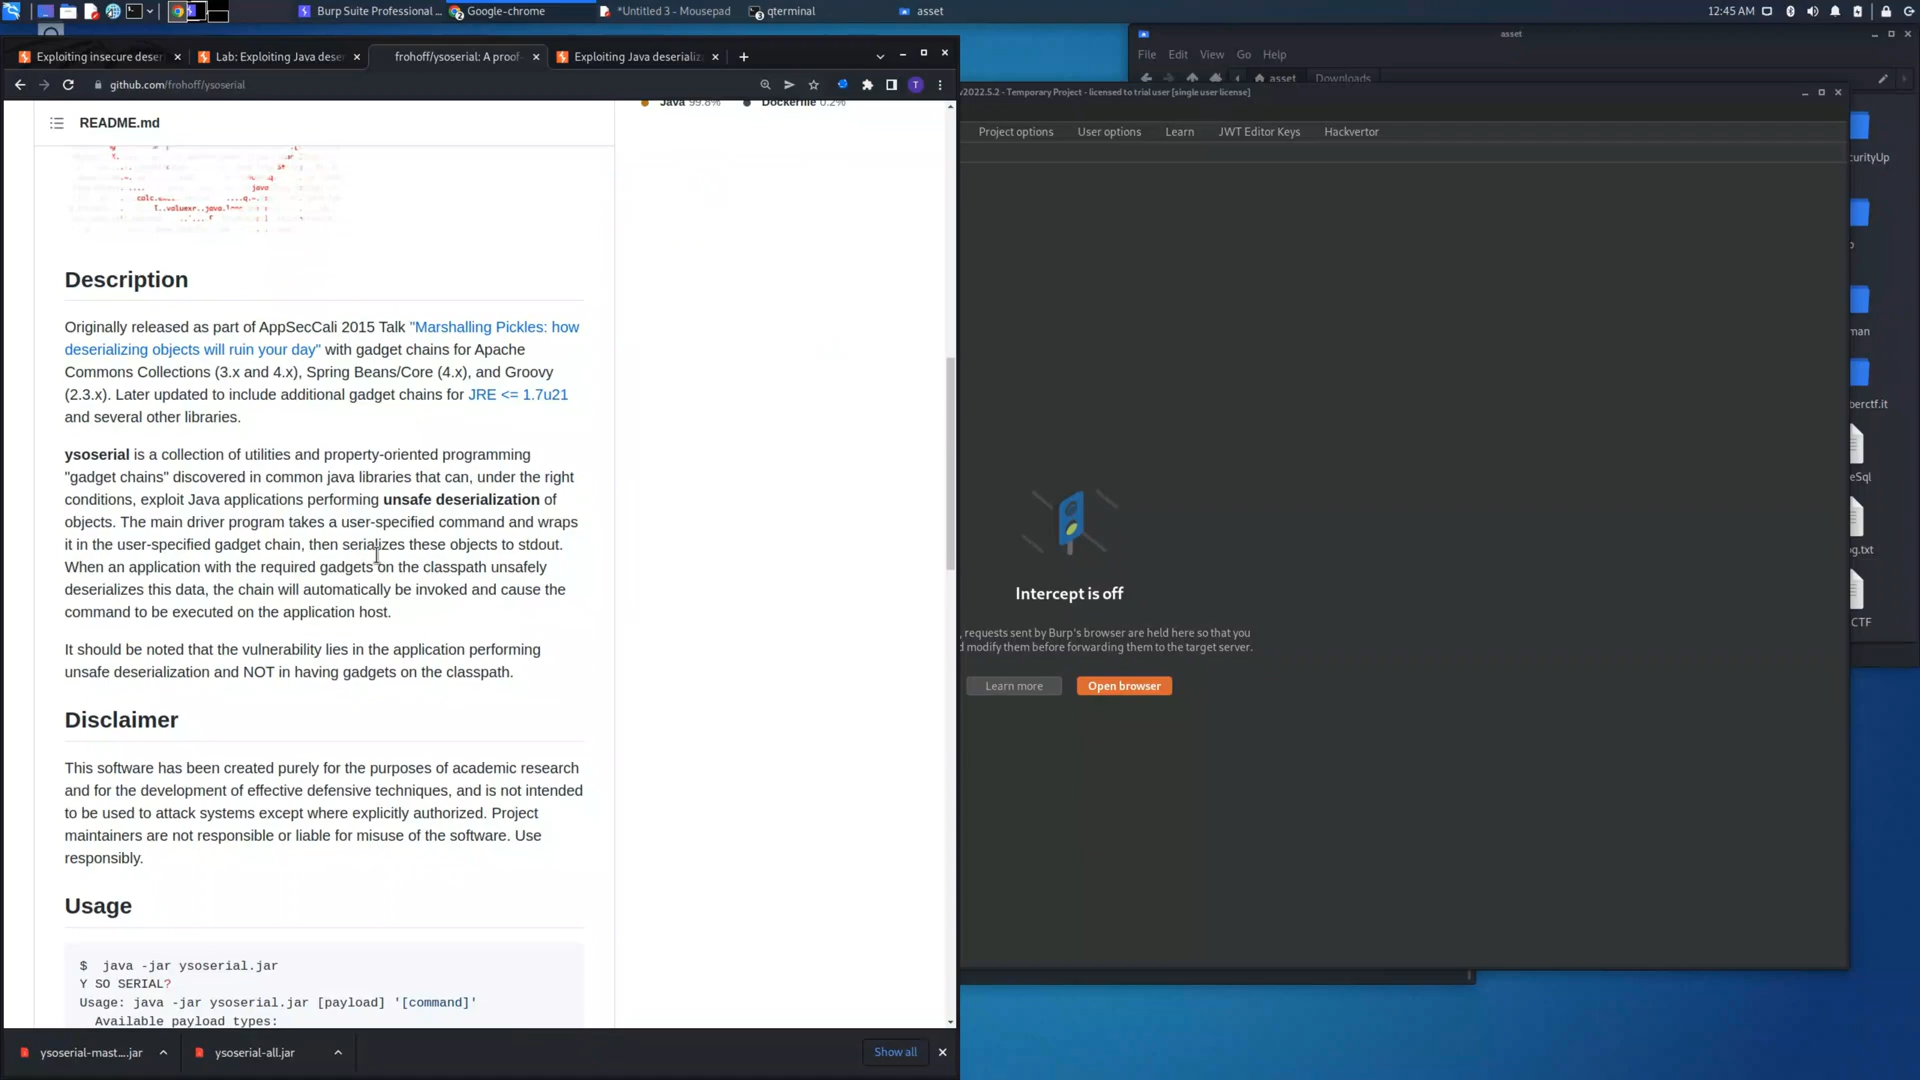 Burp Suite Professional ...
Google-chrome
*Untitled 3 - Mousepad
qterminal
asset
12:45 AM
Exploiting insecure deser
Lab: Exploiting Java deser
frohoff/ysoserial: A proof-
Exploiting Java deserializ
github.com/frohoff/ysoserial
T
Java 99.8%
Dockerfile 0.2%
README.md
Description
Originally released as part of AppSecCali 2015 Talk "Marshalling Pickles: how
deserializing objects will ruin your day" with gadget chains for Apache
Commons Collections (3.x and 4.x), Spring Beans/Core (4.x), and Groovy
(2.3.x). Later updated to include additional gadget chains for JRE <= 1.7u21
and several other libraries.
ysoserial is a collection of utilities and property-oriented programming
"gadget chains" discovered in common java libraries that can, under the right
conditions, exploit Java applications performing unsafe deserialization of
objects. The main driver program takes a user-specified command and wraps
it in the user-specified gadget chain, then serializes these objects to stdout.
When an application with the required gadgets on the classpath unsafely
deserializes this data, the chain will automatically be invoked and cause the
command to be executed on the application host.
It should be noted that the vulnerability lies in the application performing
unsafe deserialization and NOT in having gadgets on the classpath.
Disclaimer
This software has been created purely for the purposes of academic research
and for the development of effective defensive techniques, and is not intended
to be used to attack systems except where explicitly authorized. Project
maintainers are not responsible or liable for misuse of the software. Use
responsibly.
Usage
$ java -jar ysoserial.jar
Y SO SERIAL?
Usage: java -jar ysoserial.jar [payload] '[command]'
Available payload types:
ysoserial-mast....jar
ysoserial-all.jar
Show all
asset
File Edit View Go Help
asset
Downloads
v2022.5.2 - Temporary Project - licensed to trial user [single user license]
Project options
User options
Learn
JWT Editor Keys
Hackvertor
Intercept is off
, requests sent by Burp's browser are held here so that you
d modify them before forwarding them to the target server.
Learn more
Open browser
curityUp
man
berctf.it
eSql
g.txt
CTF